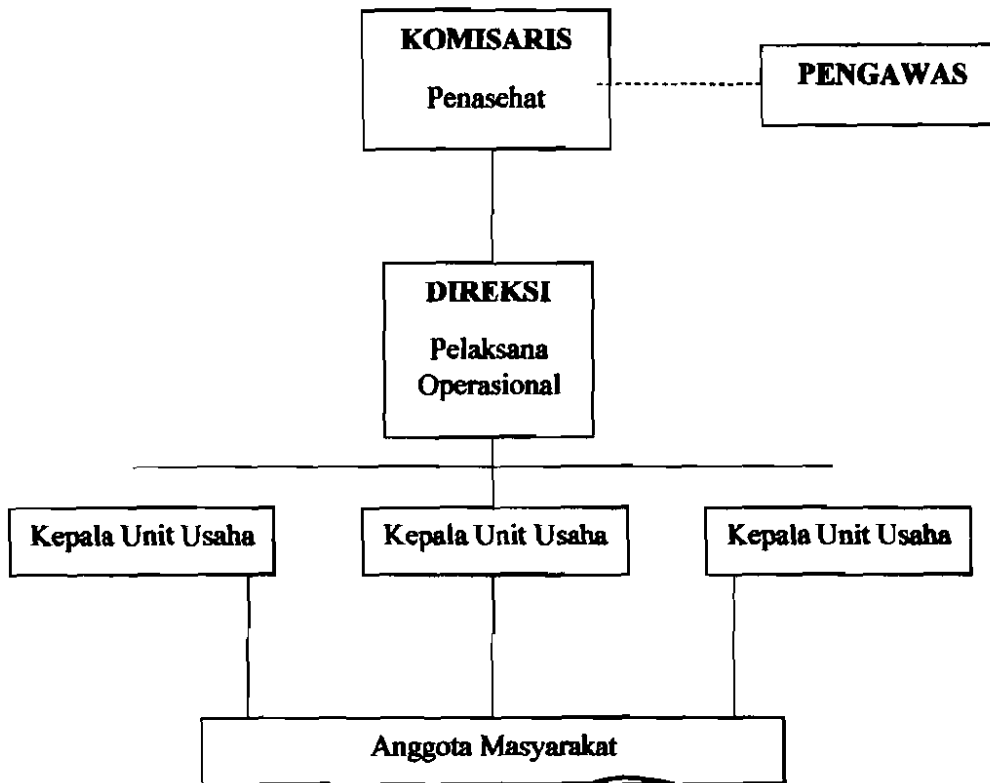 KOMISARIS
Penasehat
PENGAWAS
DIREKSI
Pelaksana
Operasional
Kepala Unit Usaha
Kepala Unit Usaha
Kepala Unit Usaha
Anggota Masyarakat